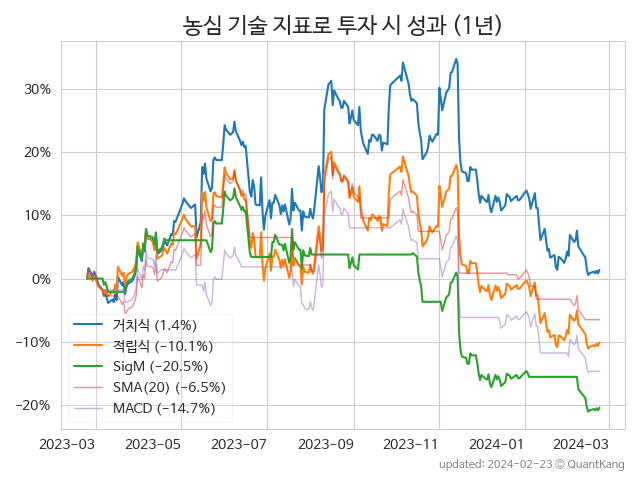 농심 기술 지표로 투자 시 성과 (1년)
30%
20%
10%
0%
−10%
−20%
거치식 (1.4%)
적립식 (−10.1%)
SigM (−20.5%)
SMA(20) (−6.5%)
MACD (−14.7%)
2023-03 2023-05 2023-07 2023-09 2023-11 2024-01 2024-03
updated: 2024-02-23 ⓒ QuantKang